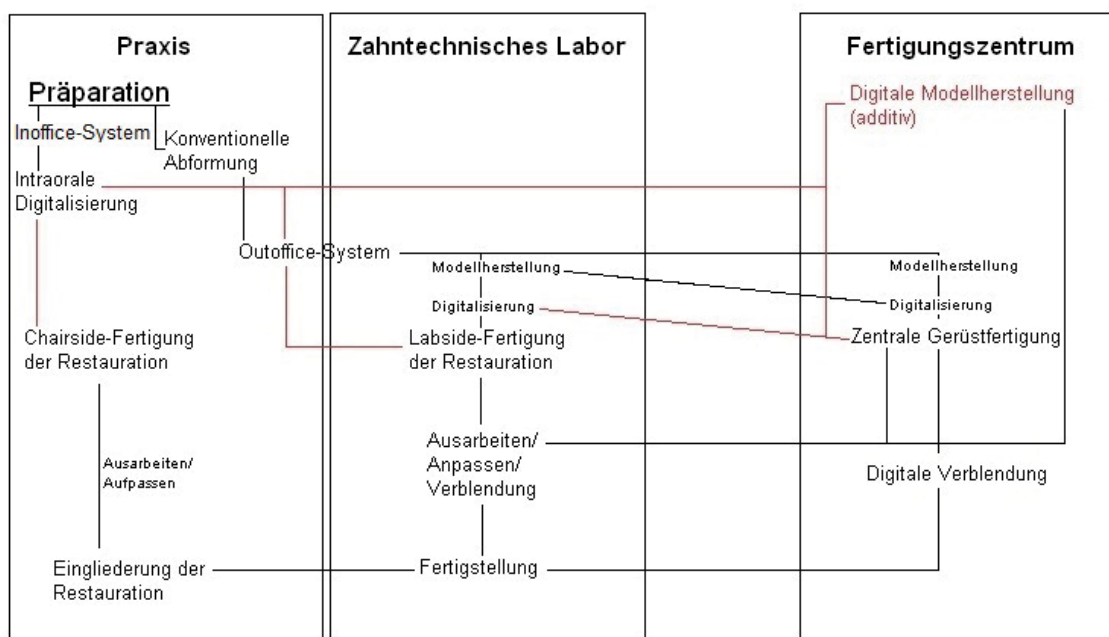 Praxis
Präparation
Inoffice-System
Konventionelle
Abformung
Intraorale
Digitalisierung
Outoffice-System
Chairside-Fertigung
der Restauration
Ausarbeiten/
Aufpassen
Eingliederung der
Restauration
Zahntechnisches Labor
Modellherstellung
Digitalisierung
Labside-Fertigung
der Restauration
Ausarbeiten/
Anpassen/
Verblendung
Fertigstellung
Fertigungszentrum
Digitale Modellherstellung
(additiv)
Modellherstellung
Digitalisierung
Zentrale Gerüstfertigung
Digitale Verblendung